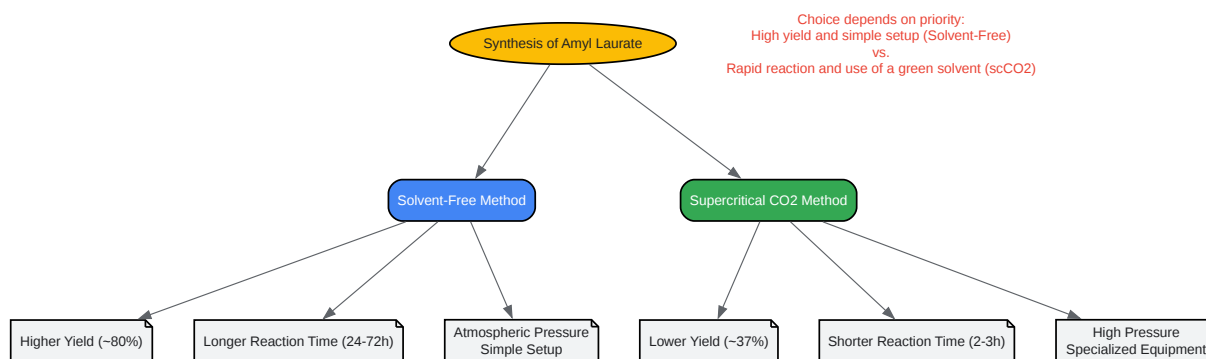 Synthesis of Amyl Laurate
Choice depends on priority:
High yield and simple setup (Solvent-Free)
vs.
Rapid reaction and use of a green solvent (scCO2)
Solvent-Free Method
Supercritical CO2 Method
Higher Yield (~80%)
Longer Reaction Time (24-72h)
Atmospheric Pressure
Simple Setup
Lower Yield (~37%)
Shorter Reaction Time (2-3h)
High Pressure
Specialized Equipment